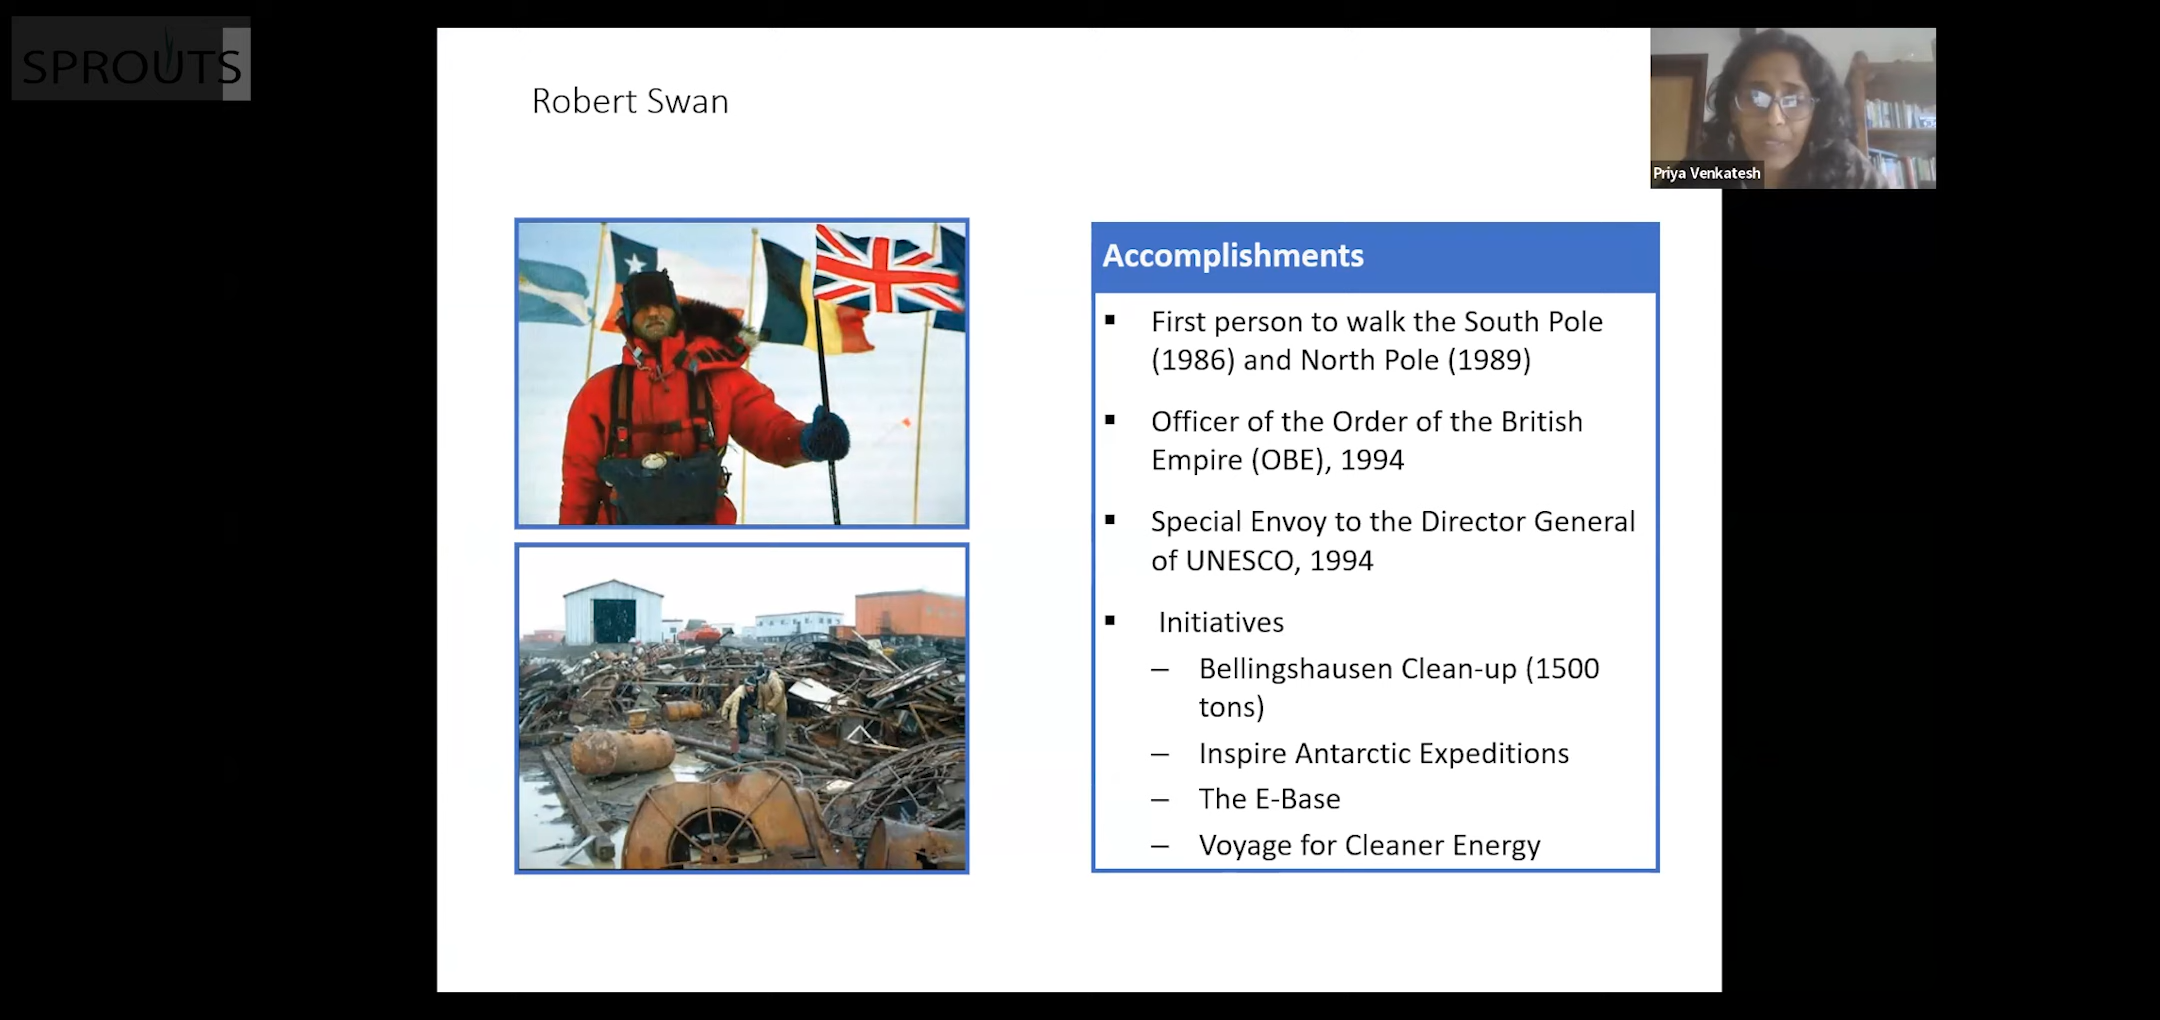 SPROUTS
Robert Swan
Priya Venkatesh
Accomplishments
▪ First person to walk the South Pole
(1986) and North Pole (1989)
▪ Officer of the Order of the British
Empire (OBE), 1994
▪ Special Envoy to the Director General
of UNESCO, 1994
▪ Initiatives
– Bellingshausen Clean-up (1500
tons)
– Inspire Antarctic Expeditions
– The E-Base
– Voyage for Cleaner Energy